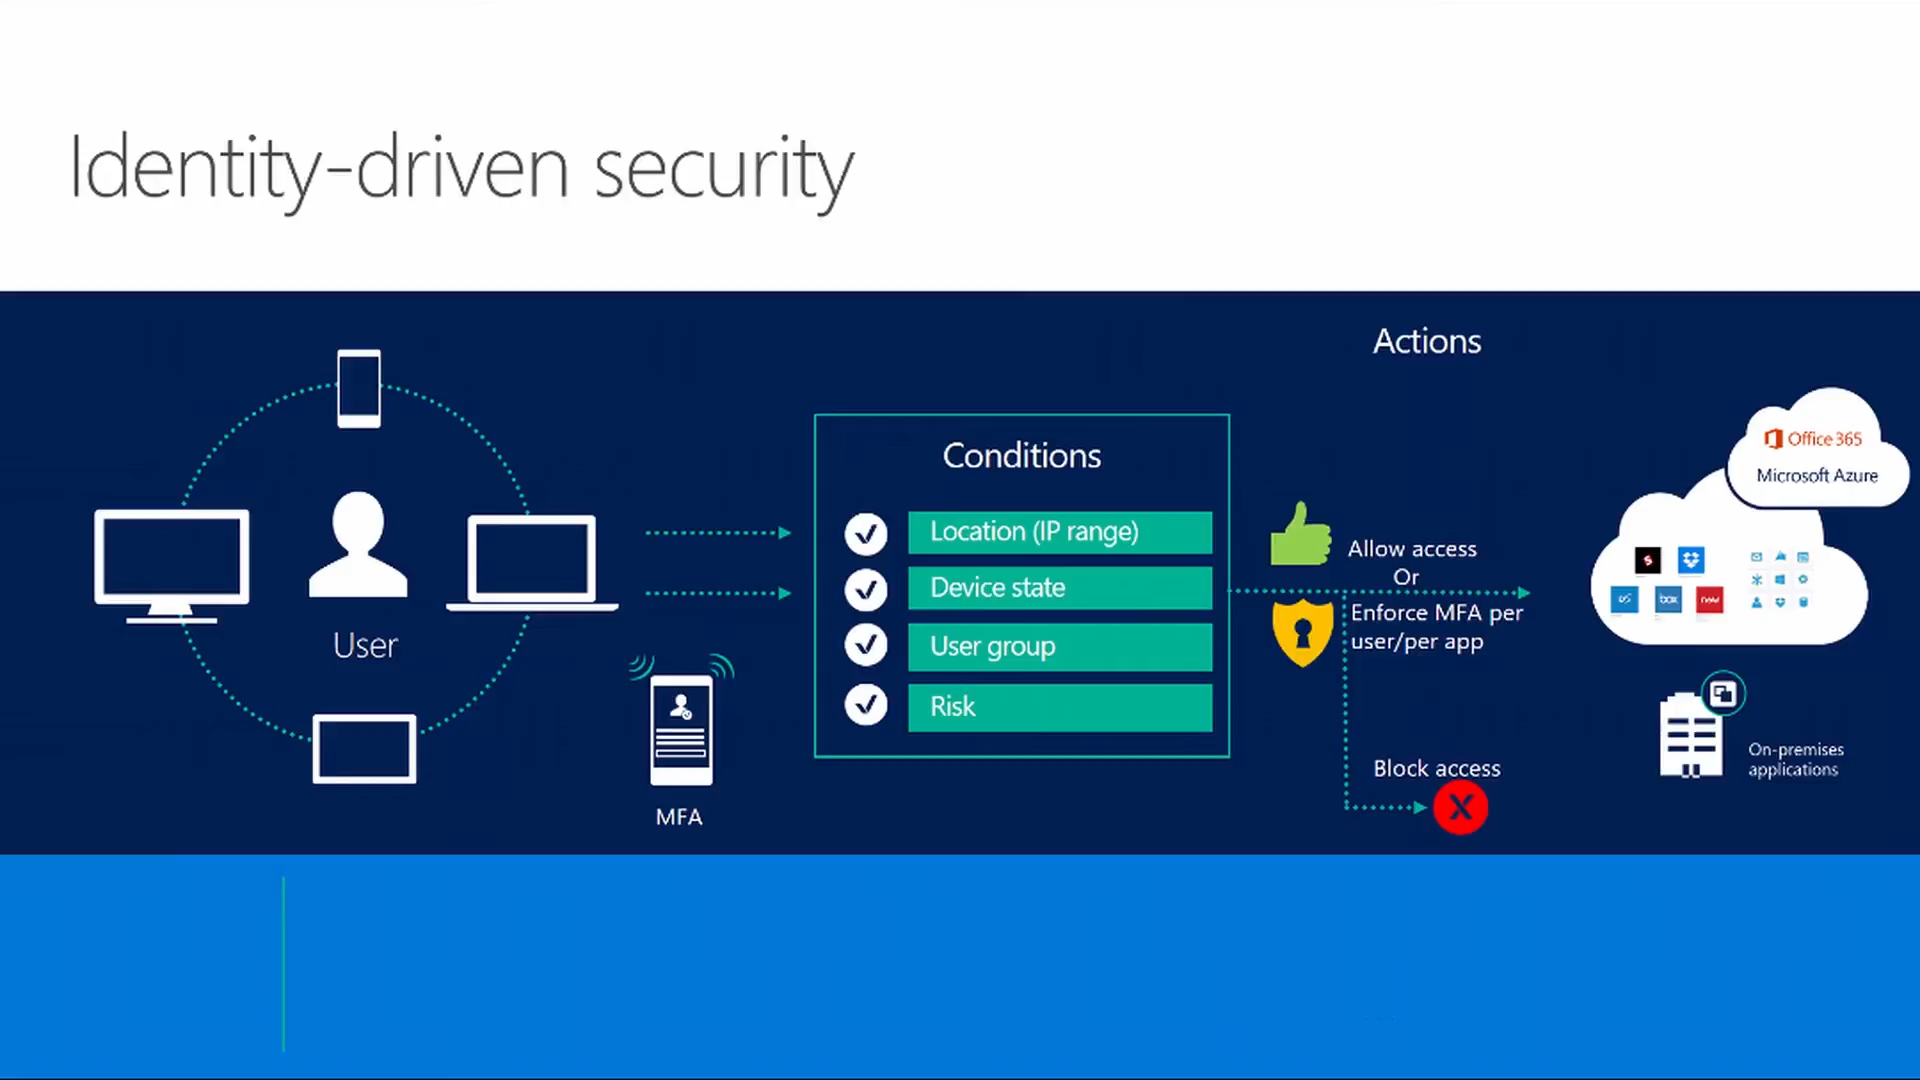 Identity-driven security
Actions
Conditions
Location (IP range)
Device state
User group
Risk
User
MFA
Allow access
Or
Enforce MFA per
user/per app
Block access
Office 365
Microsoft Azure
box
On-premises
applications